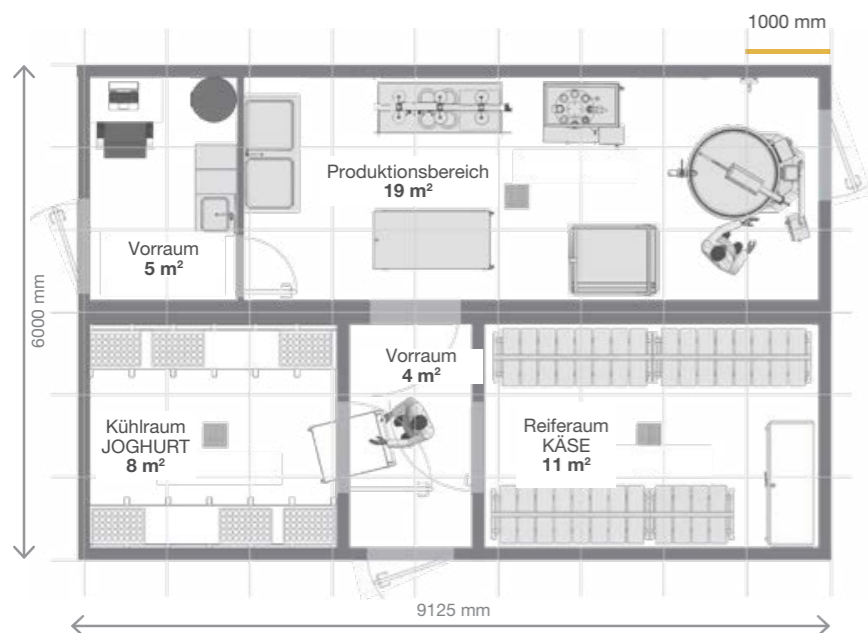 1000 mm
Produktionsbereich
19 m²
Vorraum
5 m²
6000 mm
Vorraum
4 m²
Kühlraum
JOGHURT
8 m²
Reiferaum
KÄSE
11 m²
9125 mm